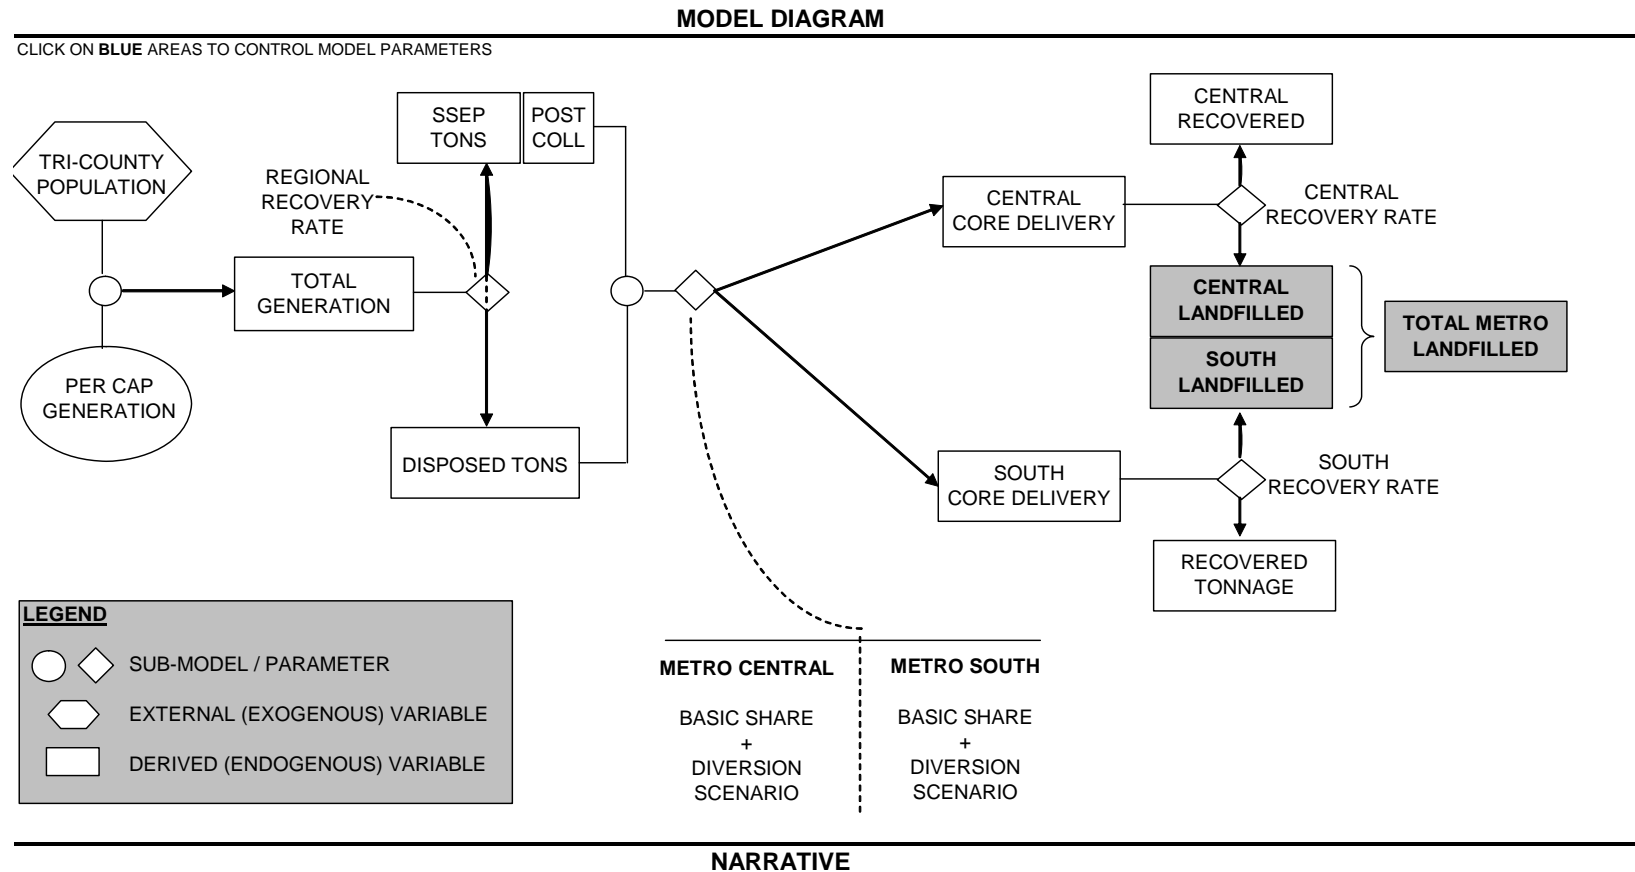 MODEL DIAGRAM
CLICK ON BLUE AREAS TO CONTROL MODEL PARAMETERS
TRI-COUNTY
POPULATION
PER CAP
GENERATION
TOTAL
GENERATION
REGIONAL
RECOVERY
RATE
SSEP
TONS
POST
COLL
DISPOSED TONS
CENTRAL
CORE DELIVERY
SOUTH
CORE DELIVERY
CENTRAL
RECOVERED
CENTRAL
RECOVERY RATE
CENTRAL
LANDFILLED
SOUTH
LANDFILLED
TOTAL METRO
LANDFILLED
SOUTH
RECOVERY RATE
RECOVERED
TONNAGE
METRO CENTRAL
BASIC SHARE
+
DIVERSION
SCENARIO
METRO SOUTH
BASIC SHARE
+
DIVERSION
SCENARIO
LEGEND
SUB-MODEL / PARAMETER
EXTERNAL (EXOGENOUS) VARIABLE
DERIVED (ENDOGENOUS) VARIABLE
NARRATIVE